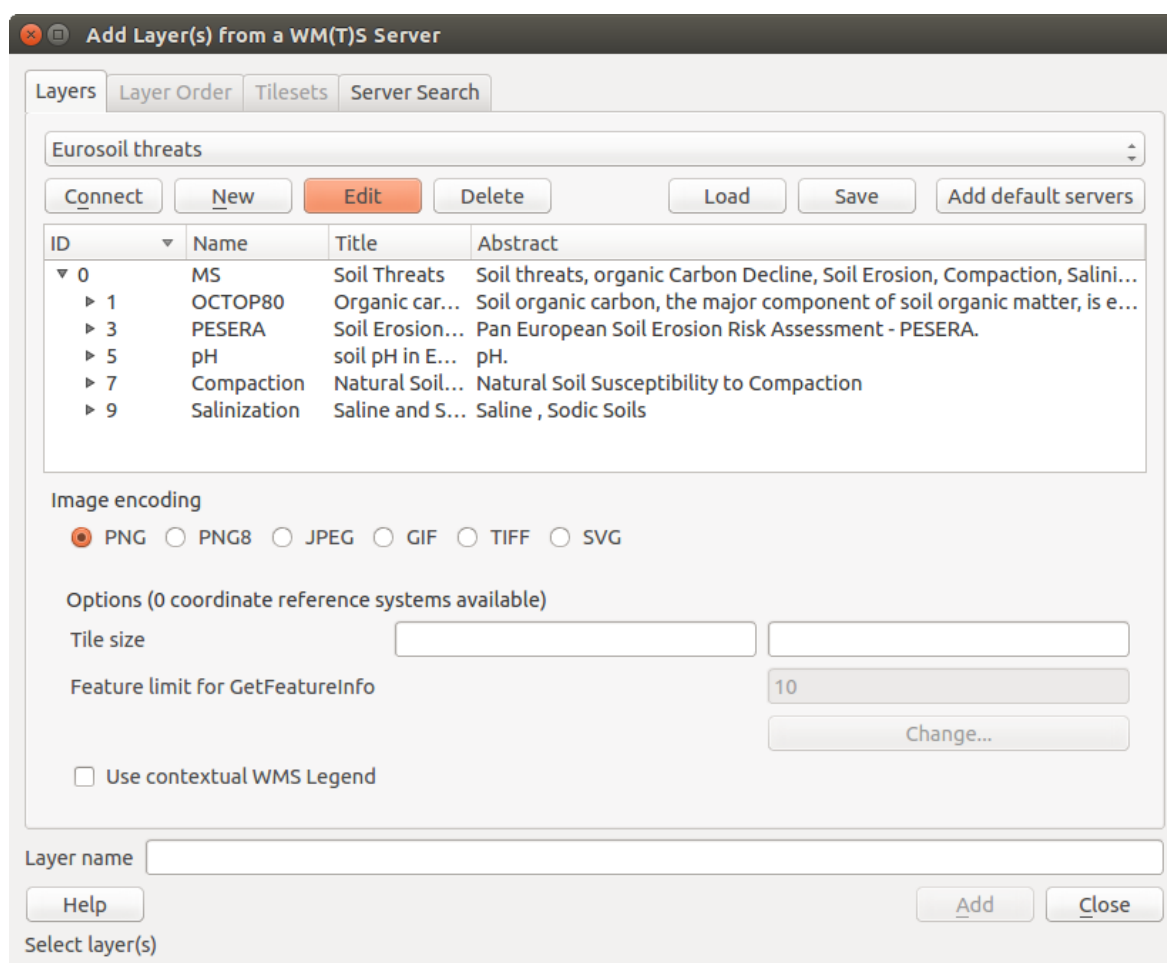 Add Layer(s) from a WM(T)S Server
Layers Layer Order Tilesets Server Search
Eurosoil threats
Connect New Edit Delete Load Save Add default servers
ID Name Title Abstract
0 MS Soil Threats Soil threats, organic Carbon Decline, Soil Erosion, Compaction, Salini...
1 OCTOP80 Organic car... Soil organic carbon, the major component of soil organic matter, is e...
3 PESERA Soil Erosion... Pan European Soil Erosion Risk Assessment - PESERA.
5 pH soil pH in E... pH.
7 Compaction Natural Soil... Natural Soil Susceptibility to Compaction
9 Salinization Saline and S... Saline , Sodic Soils
Image encoding
PNG PNG8 JPEG GIF TIFF SVG
Options (0 coordinate reference systems available)
Tile size
Feature limit for GetFeatureInfo 10
Change...
Use contextual WMS Legend
Layer name
Help Add Close
Select layer(s)